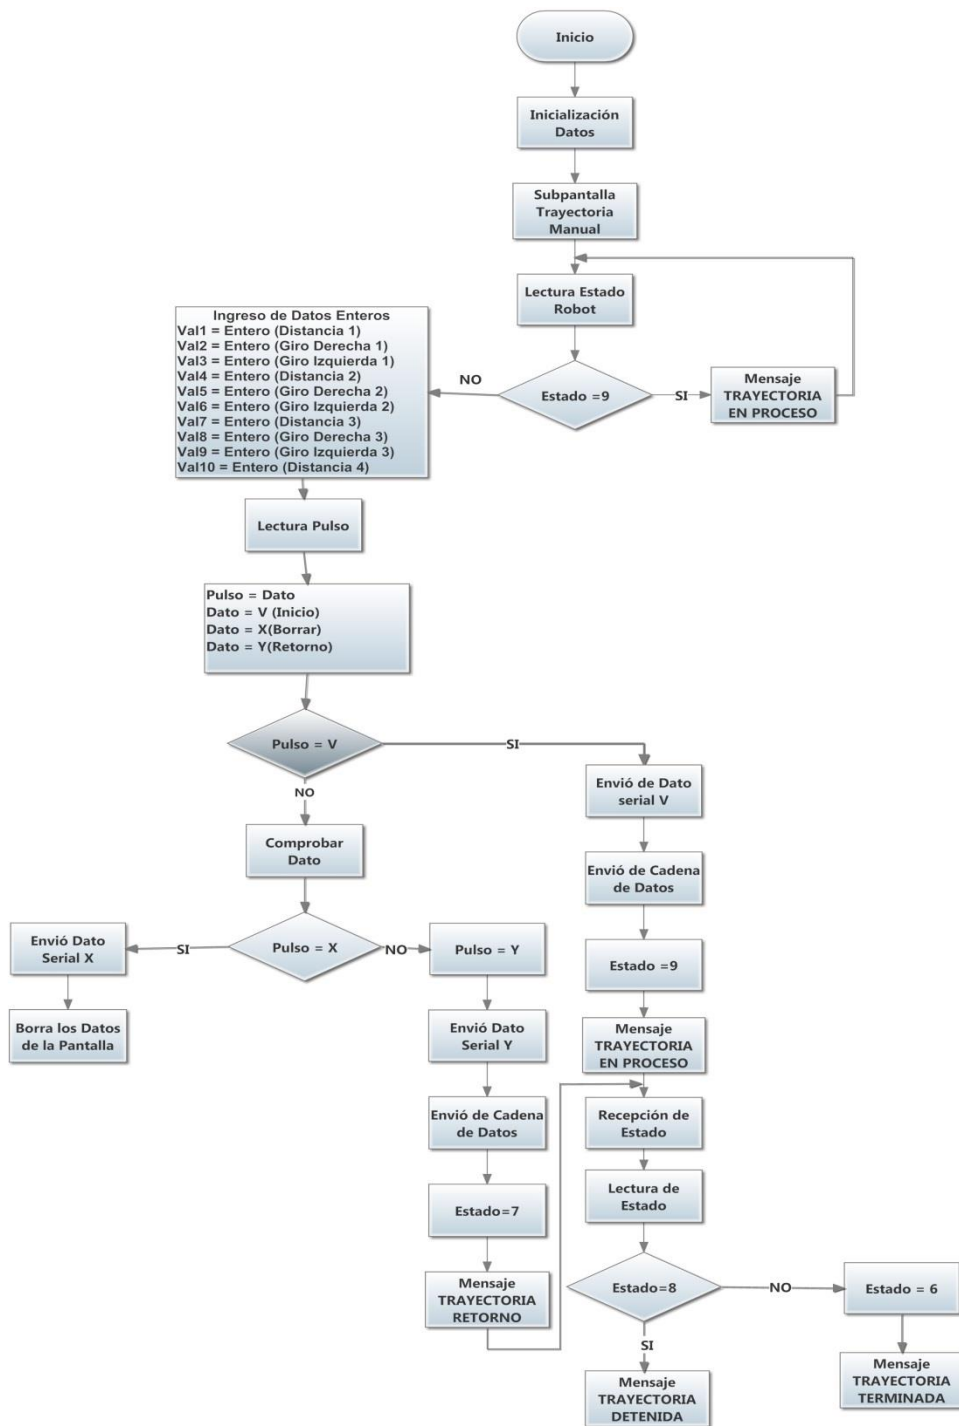 Inicio
Inicialización
Datos
Subpantalla
Trayectoria
Manual
Lectura Estado
Robot
Estado =9
SI
Mensaje
TRAYECTORIA
EN PROCESO
NO
Ingreso de Datos Enteros
Val1 = Entero (Distancia 1)
Val2 = Entero (Giro Derecha 1)
Val3 = Entero (Giro Izquierda 1)
Val4 = Entero (Distancia 2)
Val5 = Entero (Giro Derecha 2)
Val6 = Entero (Giro Izquierda 2)
Val7 = Entero (Distancia 3)
Val8 = Entero (Giro Derecha 3)
Val9 = Entero (Giro Izquierda 3)
Val10 = Entero (Distancia 4)
Lectura Pulso
Pulso = Dato
Dato = V (Inicio)
Dato = X(Borrar)
Dato = Y(Retorno)
Pulso = V
SI
NO
Comprobar
Dato
Pulso = X
SI
Envió Dato
Serial X
Borra los Datos
de la Pantalla
NO
Pulso = Y
Envió Dato
Serial Y
Envió de Cadena
de Datos
Estado=7
Mensaje
TRAYECTORIA
RETORNO
Envió de Dato
serial V
Envió de Cadena
de Datos
Estado =9
Mensaje
TRAYECTORIA
EN PROCESO
Recepción de
Estado
Lectura de
Estado
Estado=8
NO
Estado = 6
Mensaje
TRAYECTORIA
TERMINADA
SI
Mensaje
TRAYECTORIA
DETENIDA